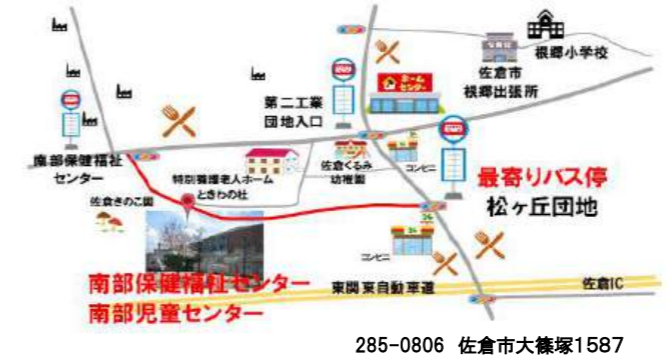 根郷小学校
佐倉市
根郷出張所
ホーム
センター
第二工業
団地入口
南部保健福祉
センター
特別養護老人ホーム
ときわの杜
佐倉くるみ
幼稚園
コンビニ
最寄りバス停
松ヶ丘団地
佐倉きのこ園
コンビニ
南部保健福祉センター
南部児童センター
東関東自動車道
佐倉IC
285-0806 佐倉市大篠塚1587